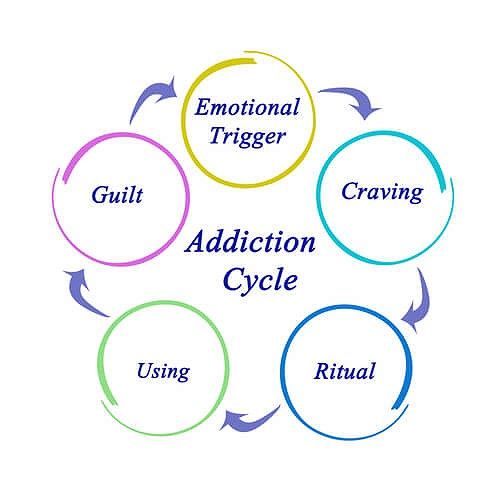 Emotional
Trigger
Craving
Guilt
Addiction
Cycle
Using
Ritual